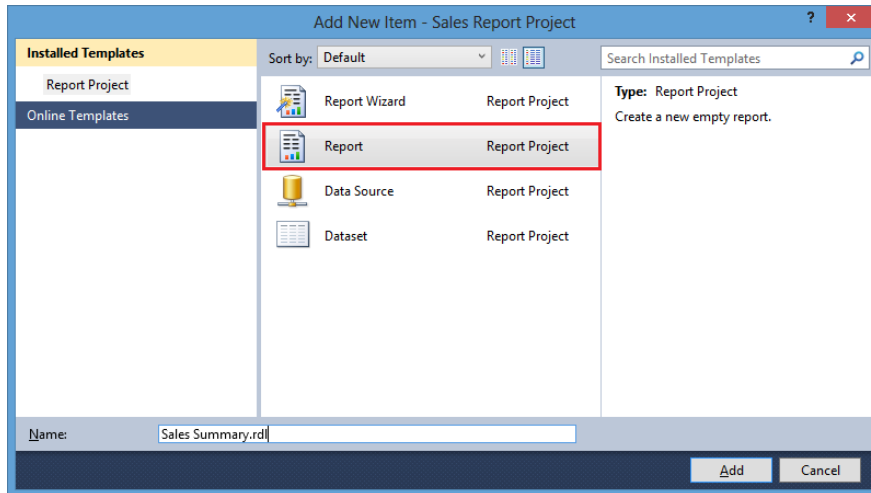 Add New Item - Sales Report Project
?
×
Installed Templates
Report Project
Online Templates
Sort by: Default
Search Installed Templates
Report Wizard Report Project
Report Report Project
Data Source Report Project
Dataset Report Project
Type: Report Project
Create a new empty report.
Name: Sales Summary.rdl
Add Cancel